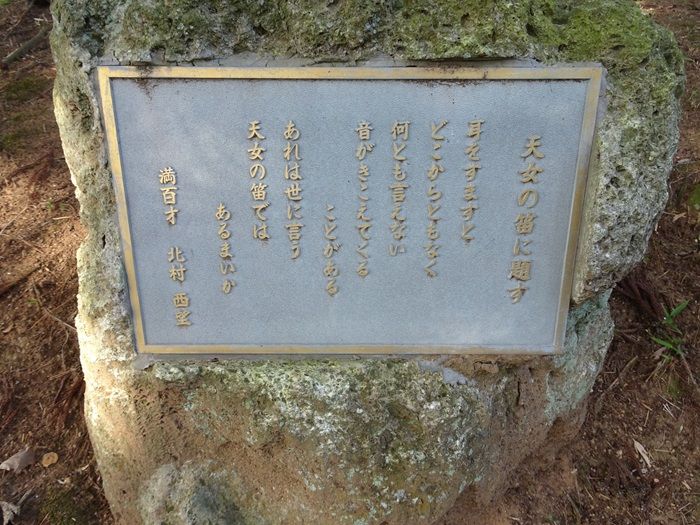 天女の笛に題す
耳をすますと
どこからともなく
何とも言えない
音がきこえてくる
ことがある
あれは世に言う
天女の笛では
あるまいか
満百才 北村 西望